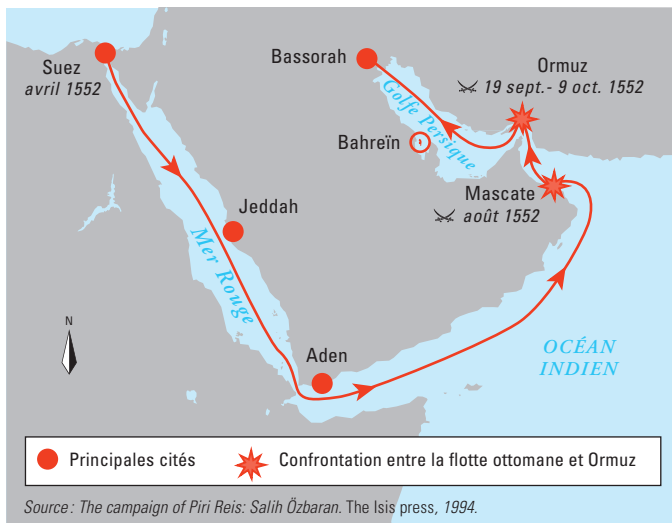 Suez
avril 1552
Bassorah
Ormuz
19 sept.- 9 oct. 1552
Golfe Persique
Bahreïn
Mascate
août 1552
Jeddah
Mer Rouge
N
Aden
OCÉAN
INDIEN
Principales cités
Confrontation entre la flotte ottomane et Ormuz
Source : The campaign of Piri Reis: Salih Özbaran. The Isis press, 1994.